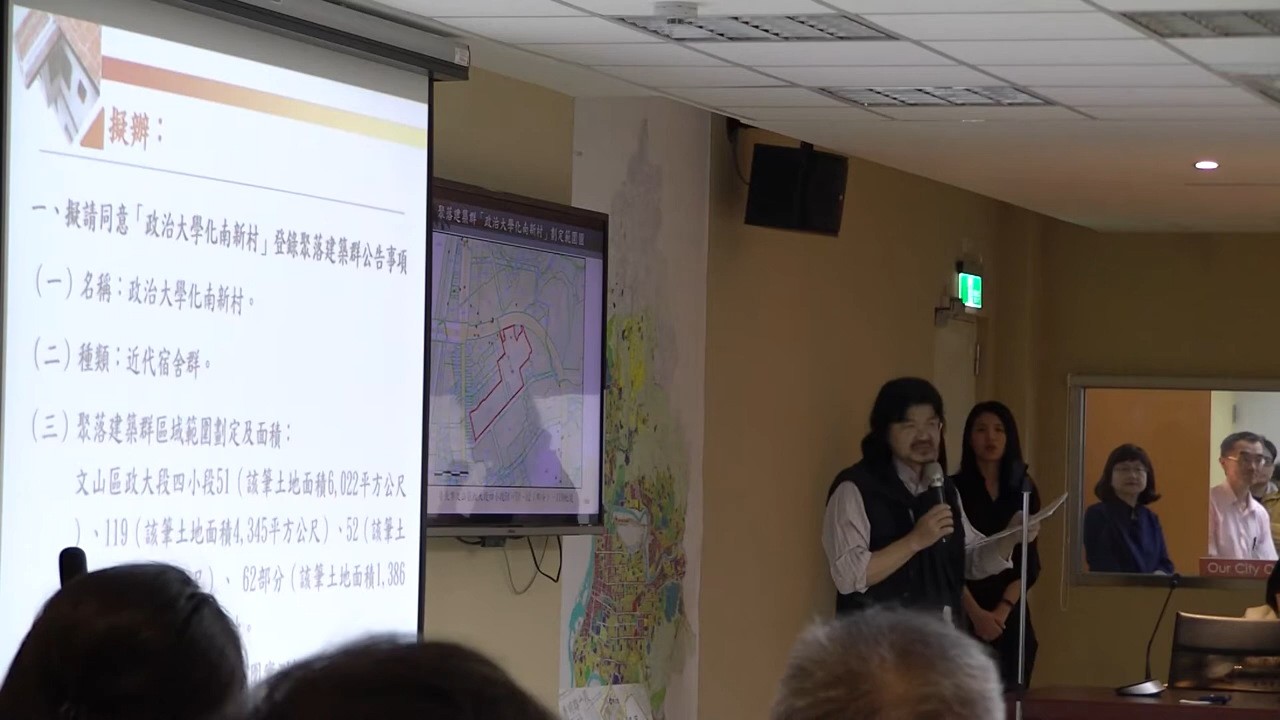 擬辦：
一、擬請同意「政治大學化南新村」登錄聚落建築群公告事項
(一) 名稱：政治大學化南新村。
(二) 種類：近代宿舍群。
(三) 聚落建築群區域範圍劃定及面積：
文山區政大段四小段51（該筆土地面積6,022平方公尺
）、119（該筆土地面積4,345平方公尺）、52（該筆土
尺）、 62部分（該筆土地面積1,386
聚落建築群「政治大學化南新村」劃定範圍圖
Our City